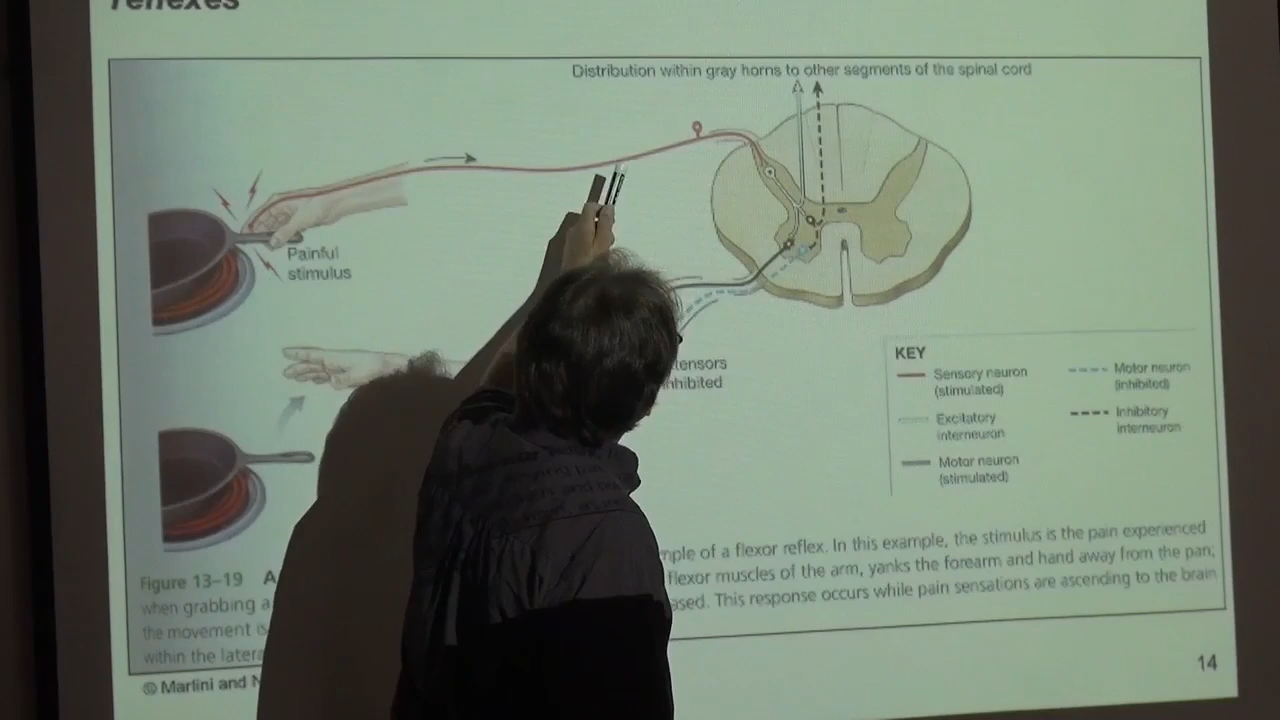 reflexes
Distribution within gray horns to other segments of the spinal cord
Painful
stimulus
tensors
nhibited
KEY
Sensory neuron
(stimulated)
Excitatory
interneuron
Motor neuron
(stimulated)
Motor neuron
(inhibited)
Inhibitory
interneuron
Figure 13–19 A mple of a flexor reflex. In this example, the stimulus is the pain experienced
when grabbing a flexor muscles of the arm, yanks the forearm and hand away from the pan;
the movement is ased. This response occurs while pain sensations are ascending to the brain
within the latera
© Martini and N
14